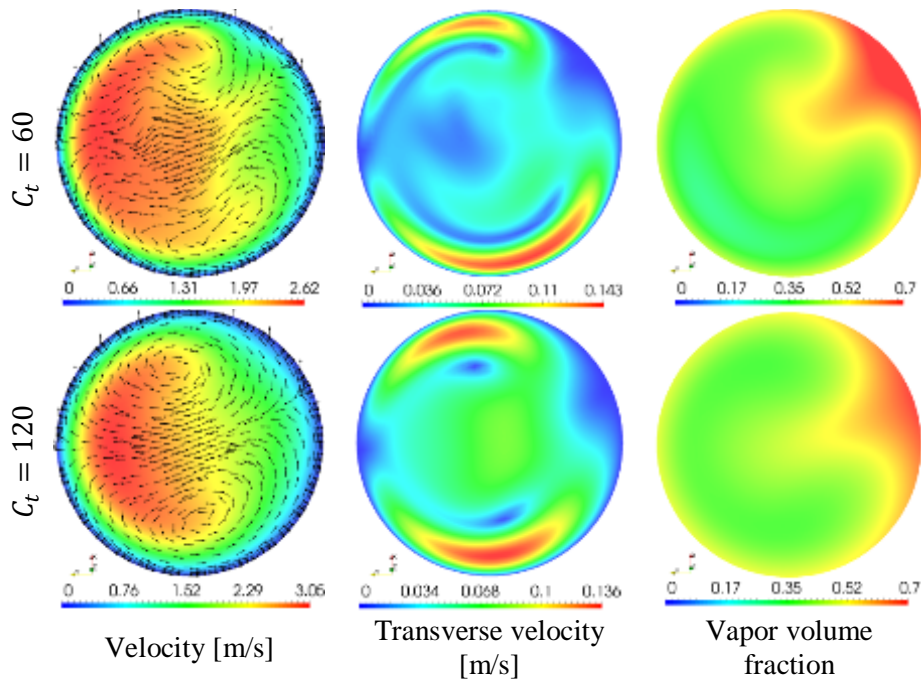 C_t = 60
0 0.66 1.31 1.97 2.62
0 0.036 0.072 0.11 0.143
0 0.17 0.35 0.52 0.7
C_t = 120
0 0.76 1.52 2.29 3.05
0 0.034 0.068 0.1 0.136
0 0.17 0.35 0.52 0.7
Velocity [m/s]
Transverse velocity
[m/s]
Vapor volume
fraction